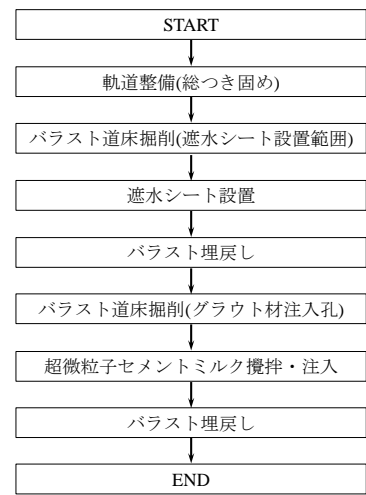 START
軌道整備(総つき固め)
バラスト道床掘削(遮水シート設置範囲)
遮水シート設置
バラスト埋戻し
バラスト道床掘削(グラウト材注入孔)
超微粒子セメントミルク攪拌・注入
バラスト埋戻し
END